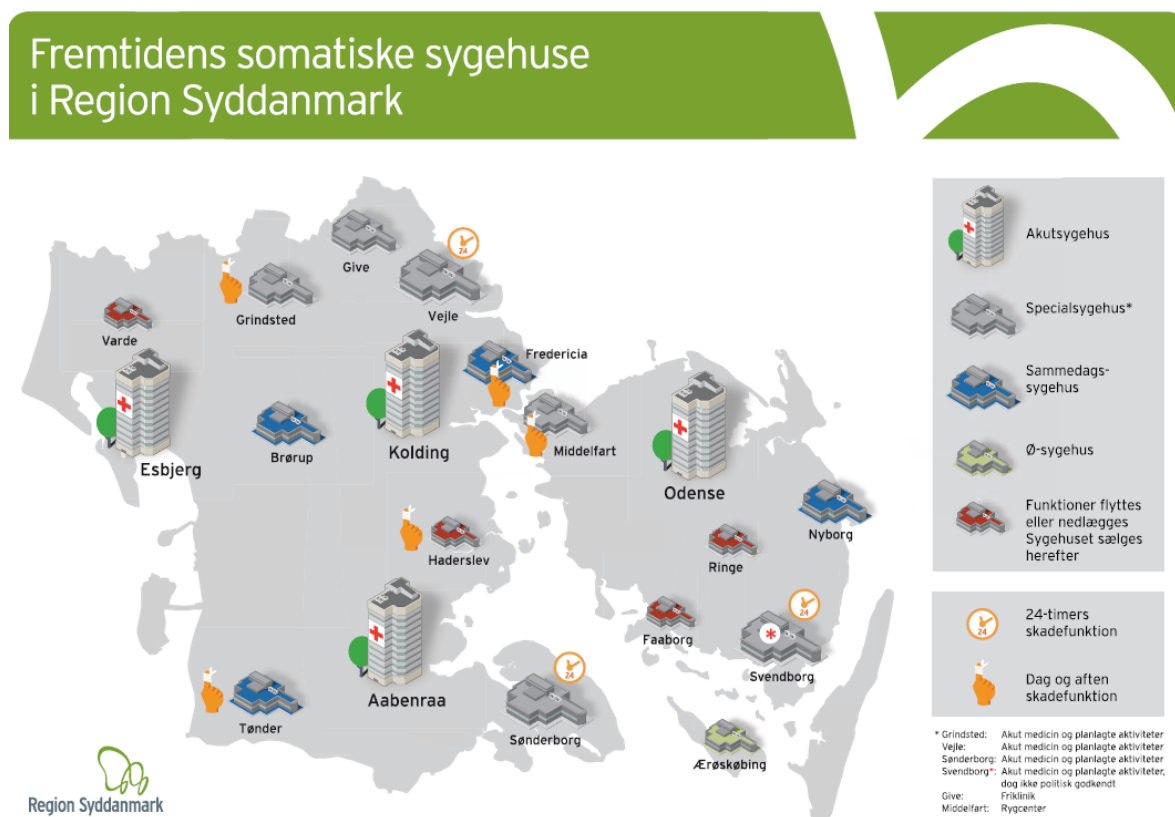 Fremtidens somatiske sygehuse
i Region Syddanmark
Give
24
Vejle
Grindsted
Varde
Fredericia
Esbjerg
Brørup
Kolding
Middelfart
Odense
Nyborg
Haderslev
Ringe
Faaborg
24
*
Svendborg
Aabenraa
24
Tønder
Sønderborg
Ærøskøbing
Region Syddanmark
Akutsygehus
Specialsygehus*
Sammedags-
sygehus
Ø-sygehus
Funktioner flyttes
eller nedlægges
Sygehuset sælges
herefter
24
24-timers
skadefunktion
Dag og aften
skadefunktion
* Grindsted: Akut medicin og planlagte aktiviteter
Vejle: Akut medicin og planlagte aktiviteter
Sønderborg: Akut medicin og planlagte aktiviteter
Svendborg*: Akut medicin og planlagte aktiviteter,
dog ikke politisk godkendt
Give: Friklinik
Middelfart: Rygcenter